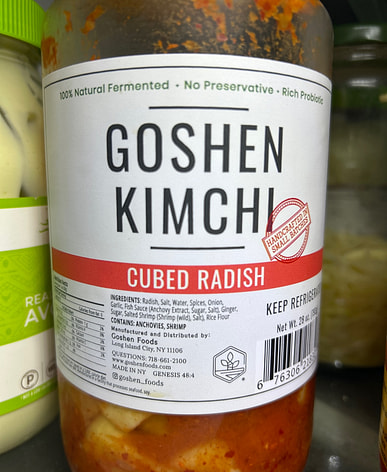 100% Natural Fermented • No Preservative • Rich Probiotic
GOSHEN
KIMCHI
HANDCRAFTED IN
SMALL BATCHES
CUBED RADISH
INGREDIENTS: Radish, Salt, Water, Spices, Onion,
Garlic, Fish Sauce (Anchovy Extract, Sugar, Salt), Ginger,
Sugar, Salted Shrimp (Shrimp (wild), Salt), Rice Flour
CONTAINS: ANCHOVIES, SHRIMP
Manufactured and Distributed by:
Goshen Foods
Long Island City, NY 11106
QUESTIONS: 718-661-2100
www.goshenfoods.com
MADE IN NY GENESIS 48:4
@goshen_foods
KEEP REFRIGERA
Net Wt. 28 oz.
6 76306
REA
AV